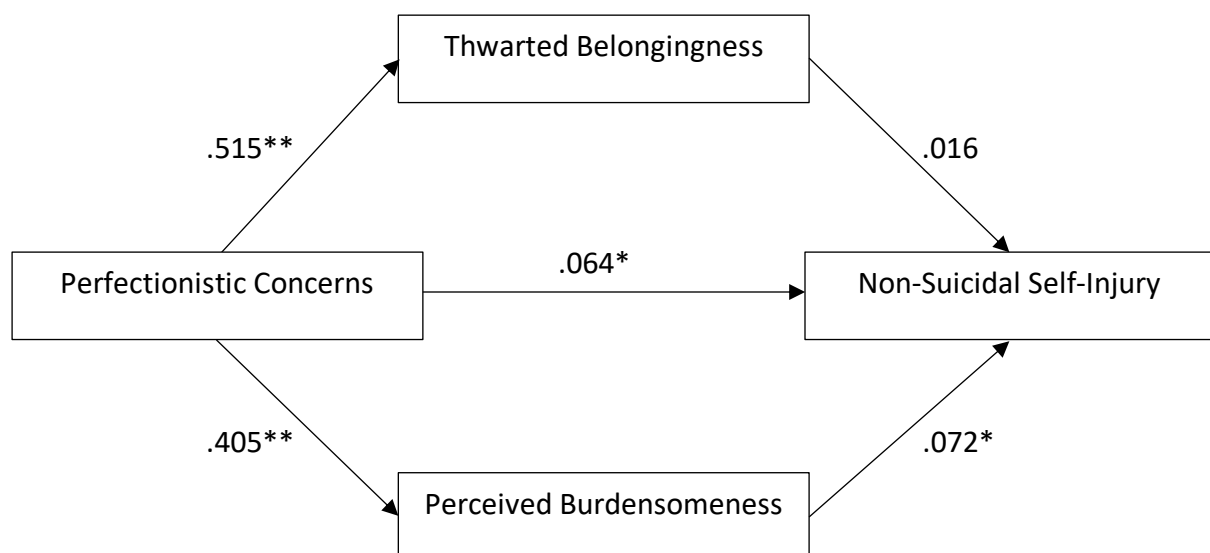 Thwarted Belongingness
.515**
.016
Perfectionistic Concerns
.064*
Non-Suicidal Self-Injury
.405**
.072*
Perceived Burdensomeness